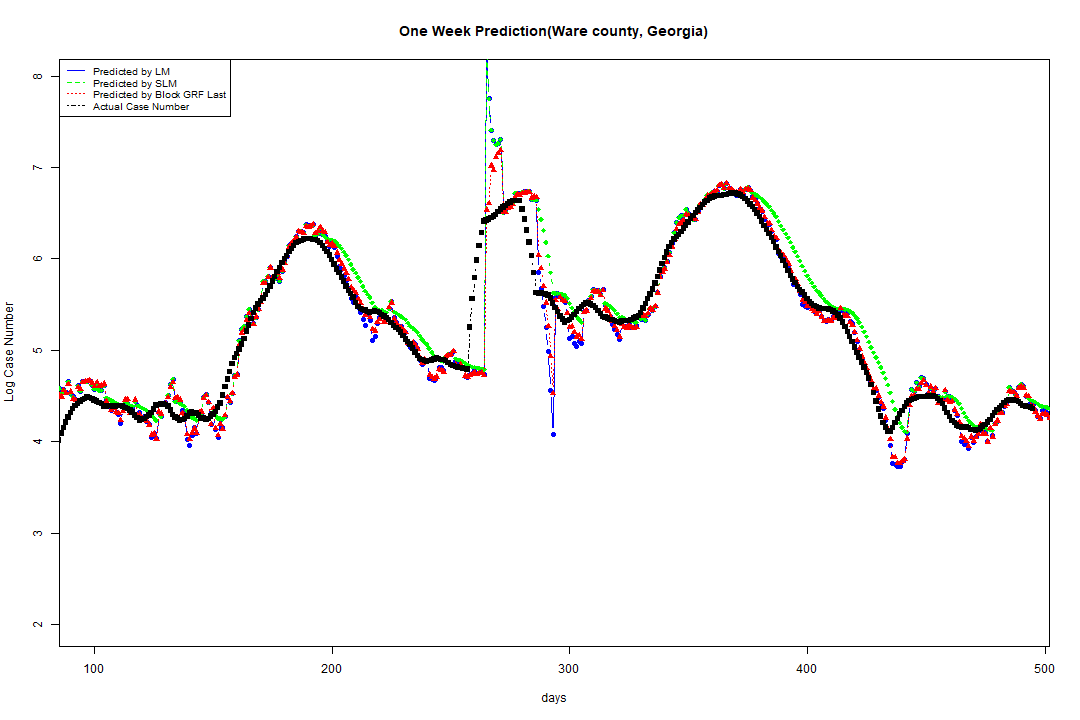 One Week Prediction(Ware county, Georgia)
Predicted by LM
Predicted by SLM
Predicted by Block GRF Last
Actual Case Number
8
7
6
5
4
3
2
Log Case Number
100 200 300 400 500
days